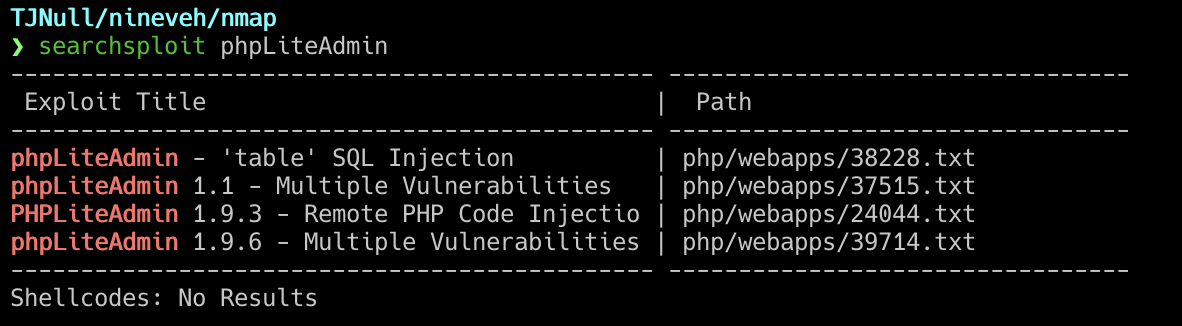 TJNull/nineveh/nmap
❯ searchsploit phpLiteAdmin
---------------------------------------------- ---------------------------------
 Exploit Title                                |  Path
---------------------------------------------- ---------------------------------
phpLiteAdmin - 'table' SQL Injection          | php/webapps/38228.txt
phpLiteAdmin 1.1 - Multiple Vulnerabilities   | php/webapps/37515.txt
PHPLiteAdmin 1.9.3 - Remote PHP Code Injectio | php/webapps/24044.txt
phpLiteAdmin 1.9.6 - Multiple Vulnerabilities | php/webapps/39714.txt
---------------------------------------------- ---------------------------------
Shellcodes: No Results